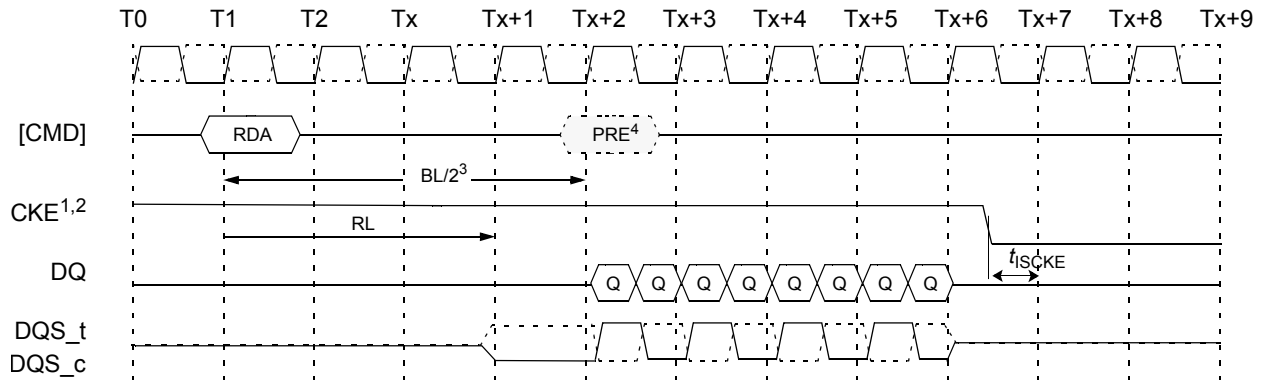 T0 T1 T2 Tx Tx+1 Tx+2 Tx+3 Tx+4 Tx+5 Tx+6 Tx+7 Tx+8 Tx+9
[CMD] RDA PRE4
BL/23
CKE1,2
RL
DQ Q Q Q Q Q Q Q Q tISCKE
DQS_t
DQS_c